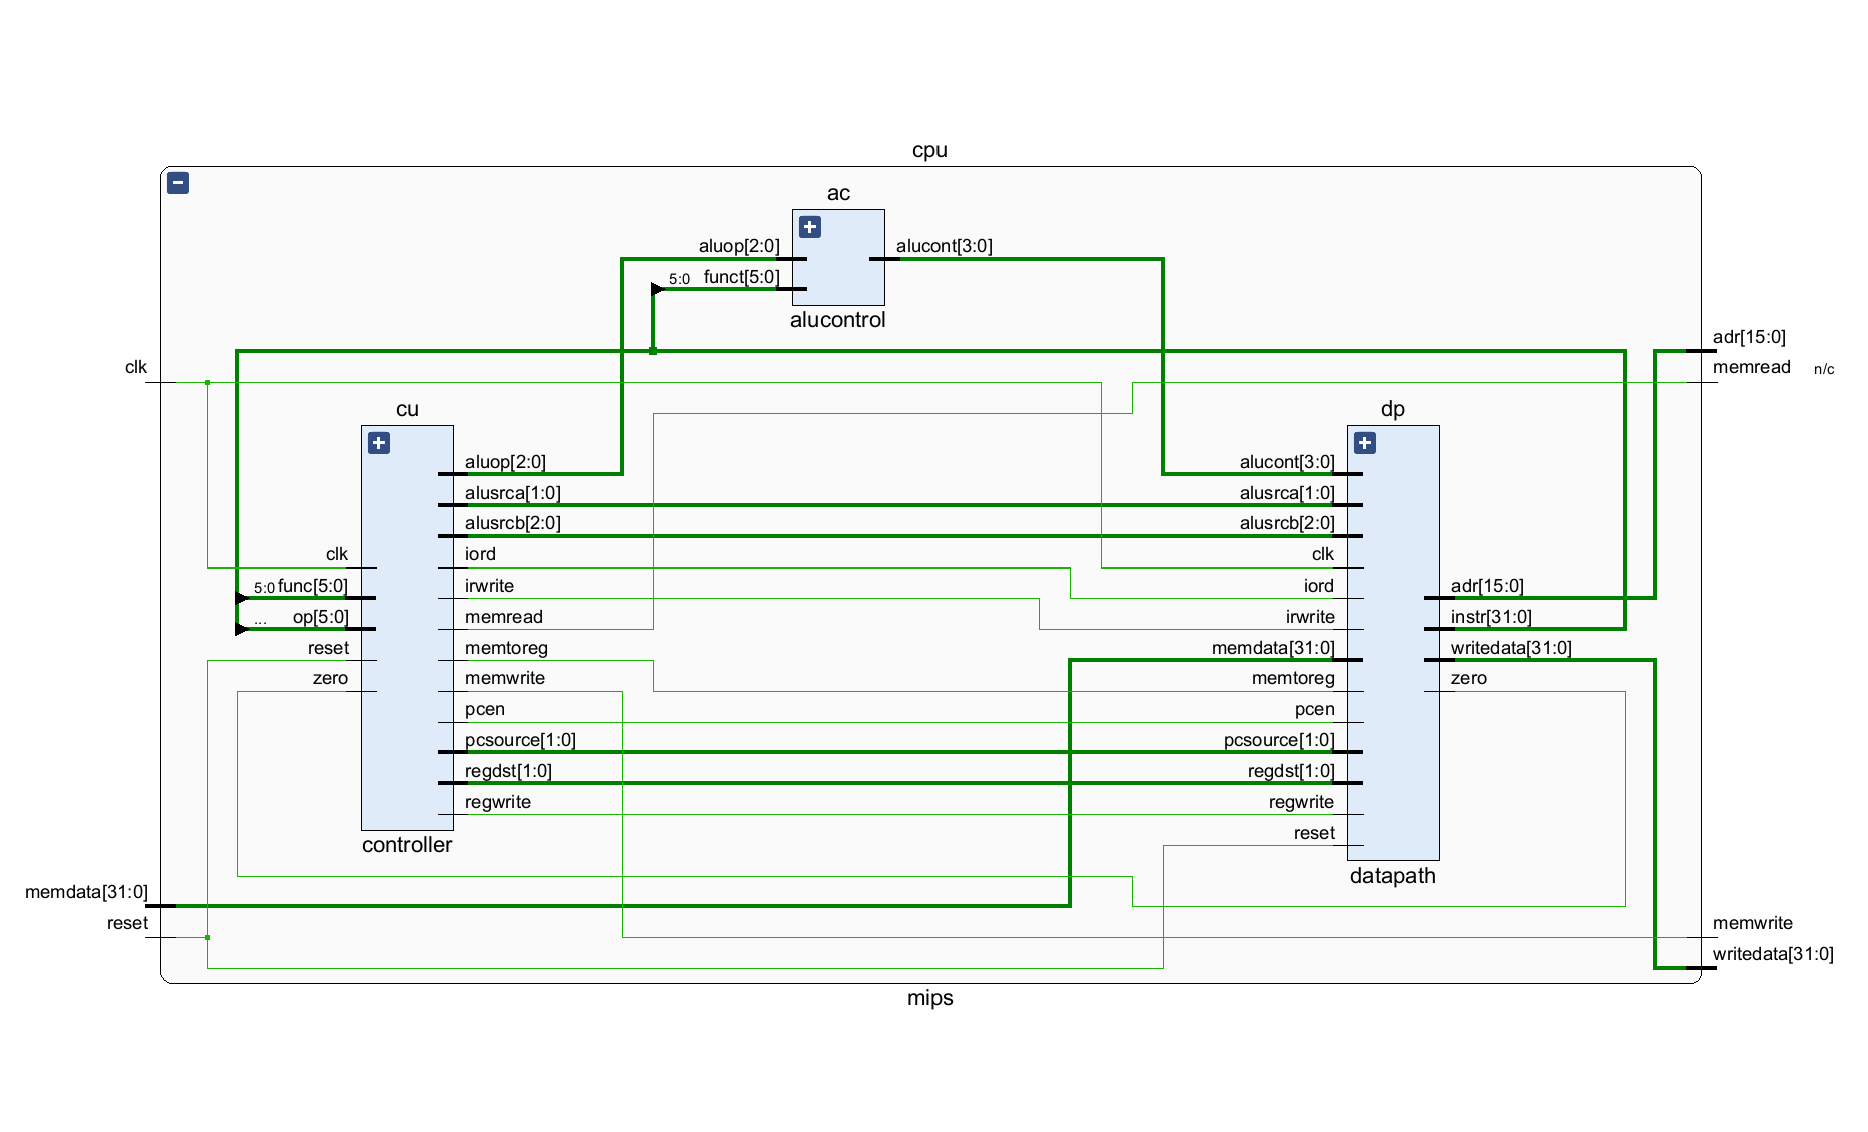 cpu
ac
aluop[2:0]
alucont[3:0]
5:0 funct[5:0]
alucontrol
adr[15:0]
clk
memread n/c
cu
dp
aluop[2:0]
alucont[3:0]
alusrca[1:0]
alusrca[1:0]
alusrcb[2:0]
alusrcb[2:0]
clk
iord
clk
5:0 func[5:0]
irwrite
iord
adr[15:0]
... op[5:0]
memread
irwrite
instr[31:0]
reset
memtoreg
memdata[31:0]
writedata[31:0]
zero
memwrite
memtoreg
zero
pcen
pcen
pcsource[1:0]
pcsource[1:0]
regdst[1:0]
regdst[1:0]
regwrite
regwrite
reset
controller
datapath
memdata[31:0]
reset
memwrite
writedata[31:0]
mips